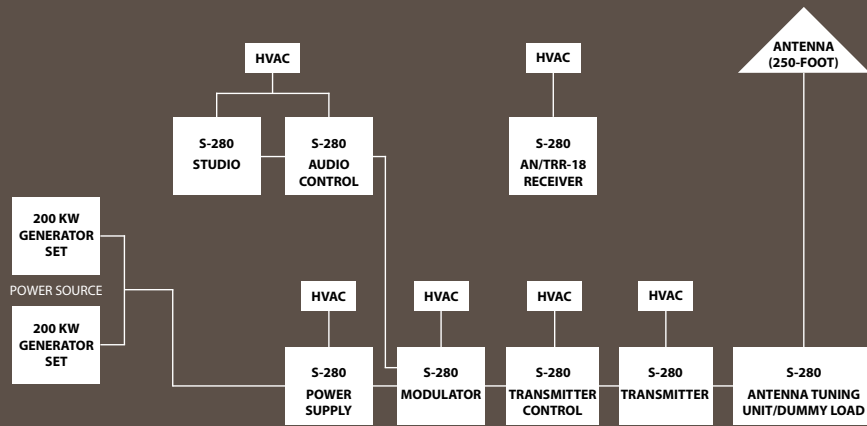 ANTENNA
(250-FOOT)
HVAC
HVAC
S-280
STUDIO
S-280
AUDIO
CONTROL
S-280
AN/TRR-18
RECEIVER
200 KW
GENERATOR
SET
POWER SOURCE
200 KW
GENERATOR
SET
HVAC
HVAC
HVAC
HVAC
S-280
POWER
SUPPLY
S-280
MODULATOR
S-280
TRANSMITTER
CONTROL
S-280
TRANSMITTER
S-280
ANTENNA TUNING
UNIT/DUMMY LOAD